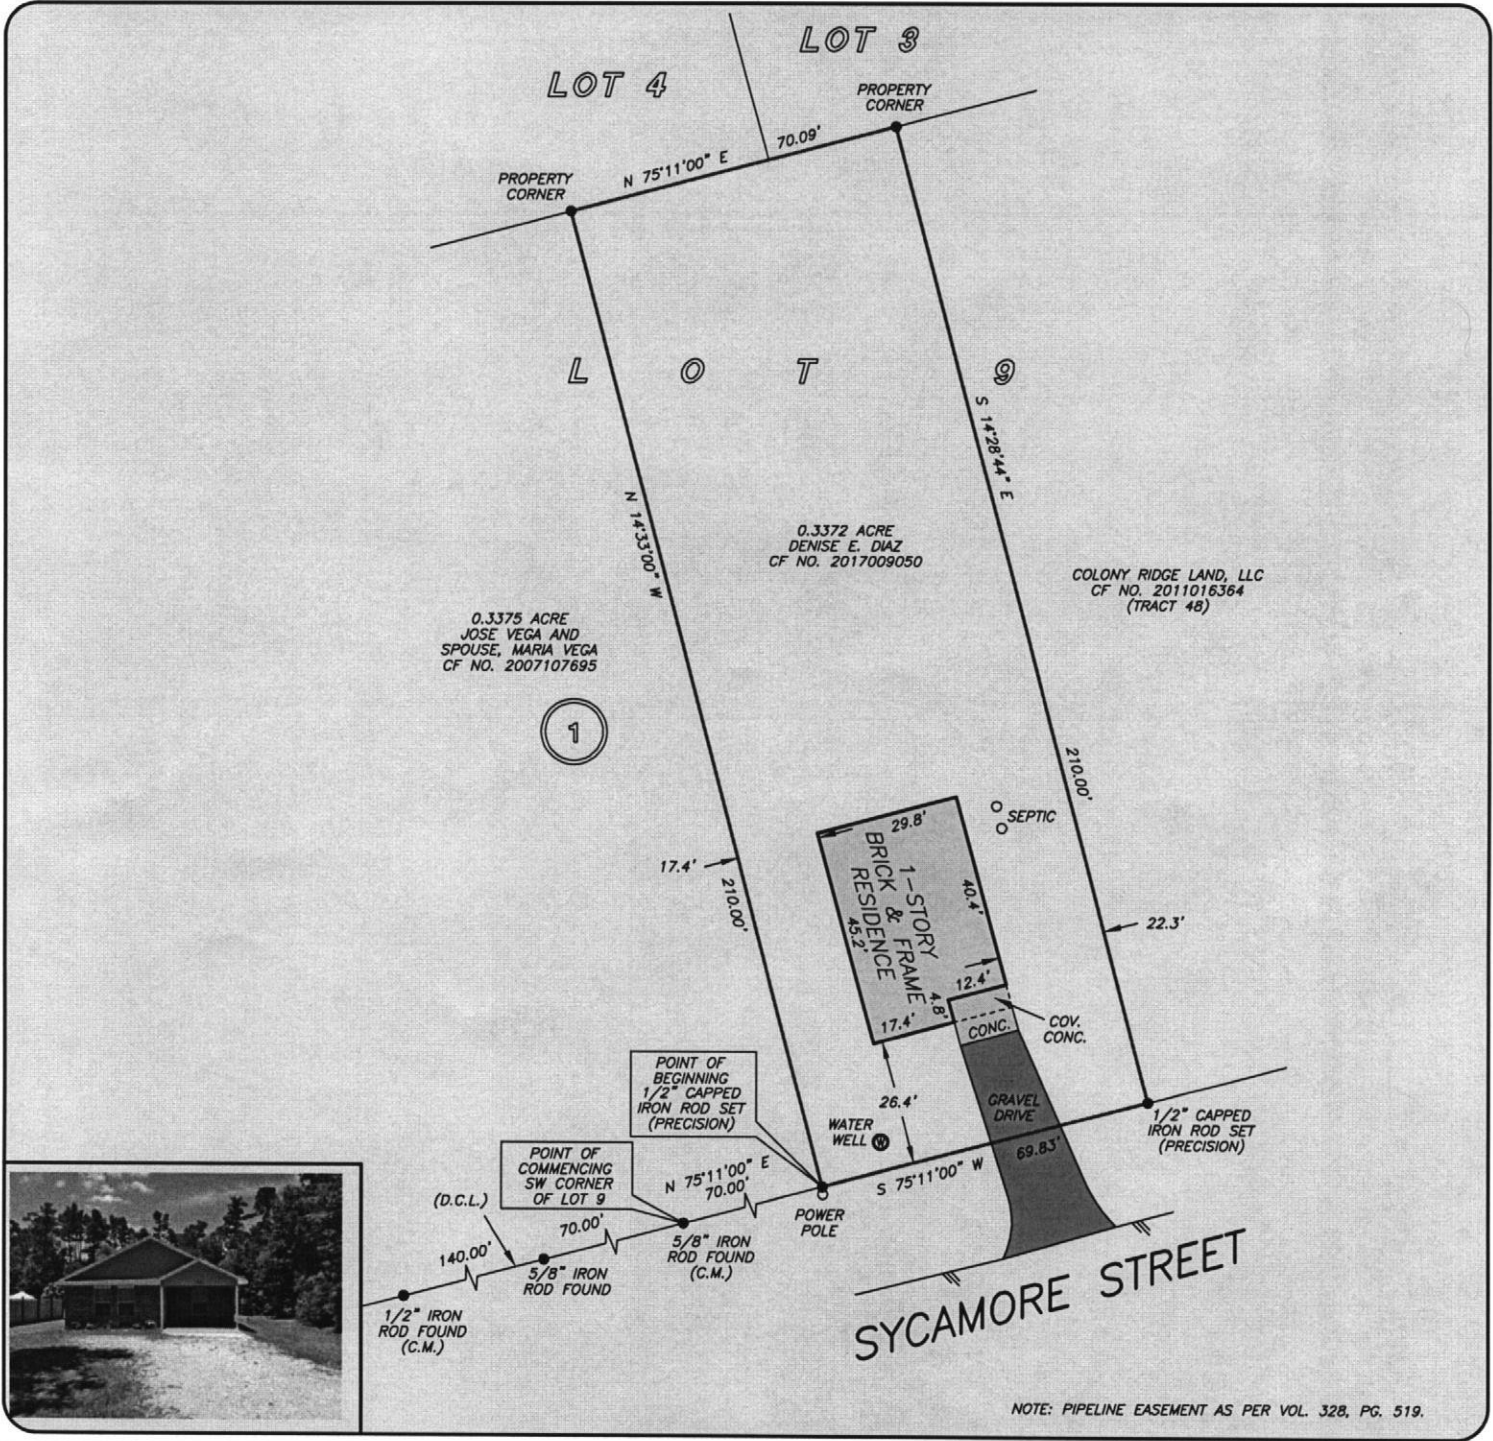 LOT 3
LOT 4
PROPERTY
CORNER
70.09'
N 75°11'00" E
PROPERTY
CORNER
L O T 9
S 14°28'44" E
N 14°33'00" W
0.3372 ACRE
DENISE E. DIAZ
CF NO. 2017009050
COLONY RIDGE LAND, LLC
CF NO. 2011016364
(TRACT 48)
0.3375 ACRE
JOSE VEGA AND
SPOUSE, MARIA VEGA
CF NO. 2007107695
1
210.00'
29.8'
SEPTIC
17.4'
210.00'
1-STORY
BRICK & FRAME
RESIDENCE
40.4'
45.2'
22.3'
12.4'
4.8'
17.4'
CONC.
COV.
CONC.
POINT OF
BEGINNING
1/2" CAPPED
IRON ROD SET
(PRECISION)
26.4'
GRAVEL
DRIVE
WATER
WELL W
1/2" CAPPED
IRON ROD SET
(PRECISION)
69.83'
S 75°11'00" W
POINT OF
COMMENCING
SW CORNER
OF LOT 9
N 75°11'00" E
70.00'
(D.C.L.)
70.00'
POWER
POLE
140.00'
5/8" IRON
ROD FOUND
(C.M.)
5/8" IRON
ROD FOUND
1/2" IRON
ROD FOUND
(C.M.)
SYCAMORE STREET
NOTE: PIPELINE EASEMENT AS PER VOL. 328, PG. 519.